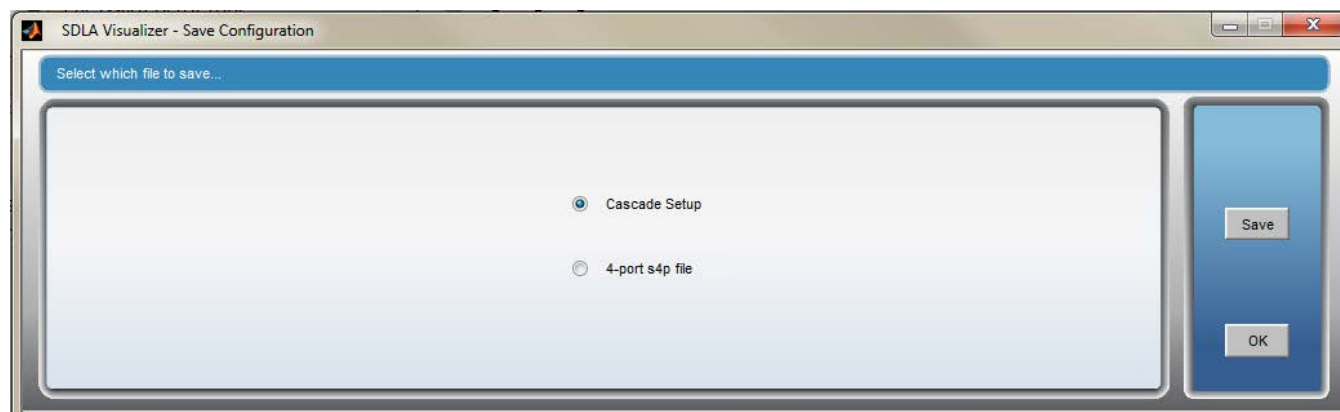 SDLA Visualizer - Save Configuration
Select which file to save...
Cascade Setup
4-port s4p file
Save
OK